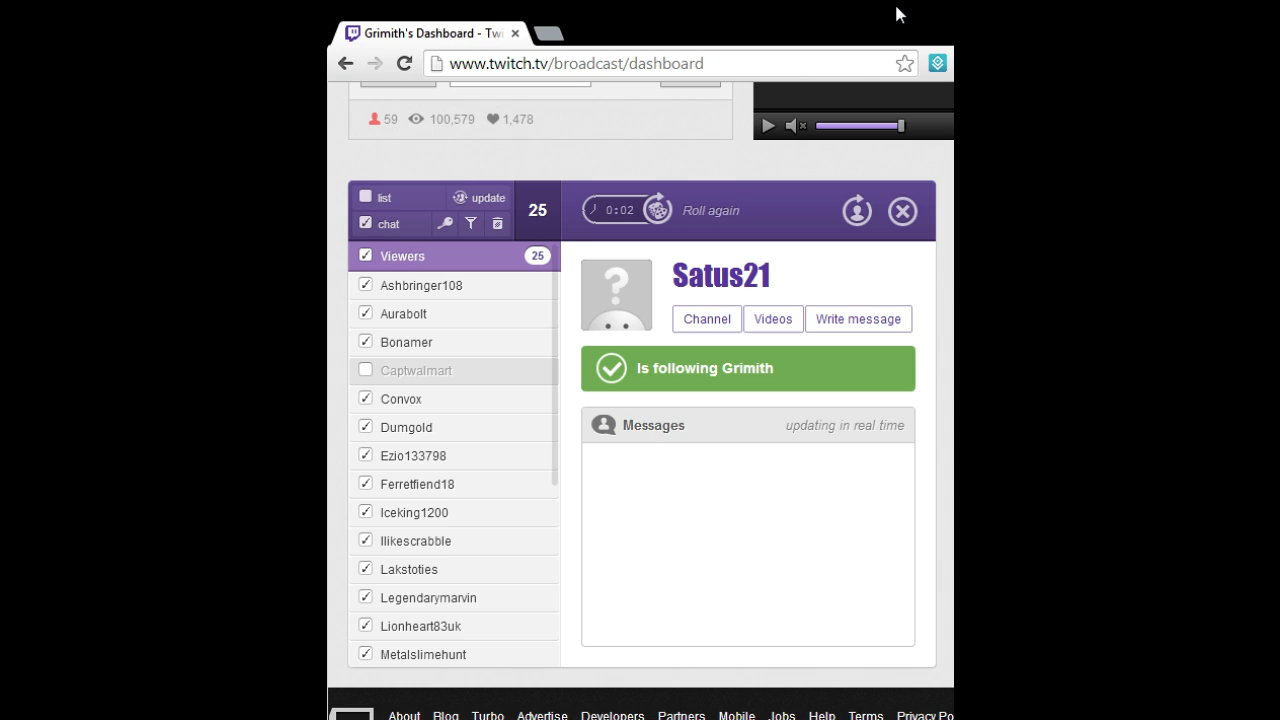 Grimith's Dashboard - Tw
www.twitch.tv/broadcast/dashboard
59 100,579 1,478
list update
chat
25
0:02 Roll again
Viewers 25
Ashbringer108
Aurabolt
Bonamer
Captwalmart
Convox
Dumgold
Ezio133798
Ferretfiend18
Iceking1200
Ilikescrabble
Lakstoties
Legendarymarvin
Lionheart83uk
Metalslimehunt
Satus21
Channel Videos Write message
Is following Grimith
Messages updating in real time
About Blog Turbo Advertise Developers Partners Mobile Jobs Help Terms Privacy Po